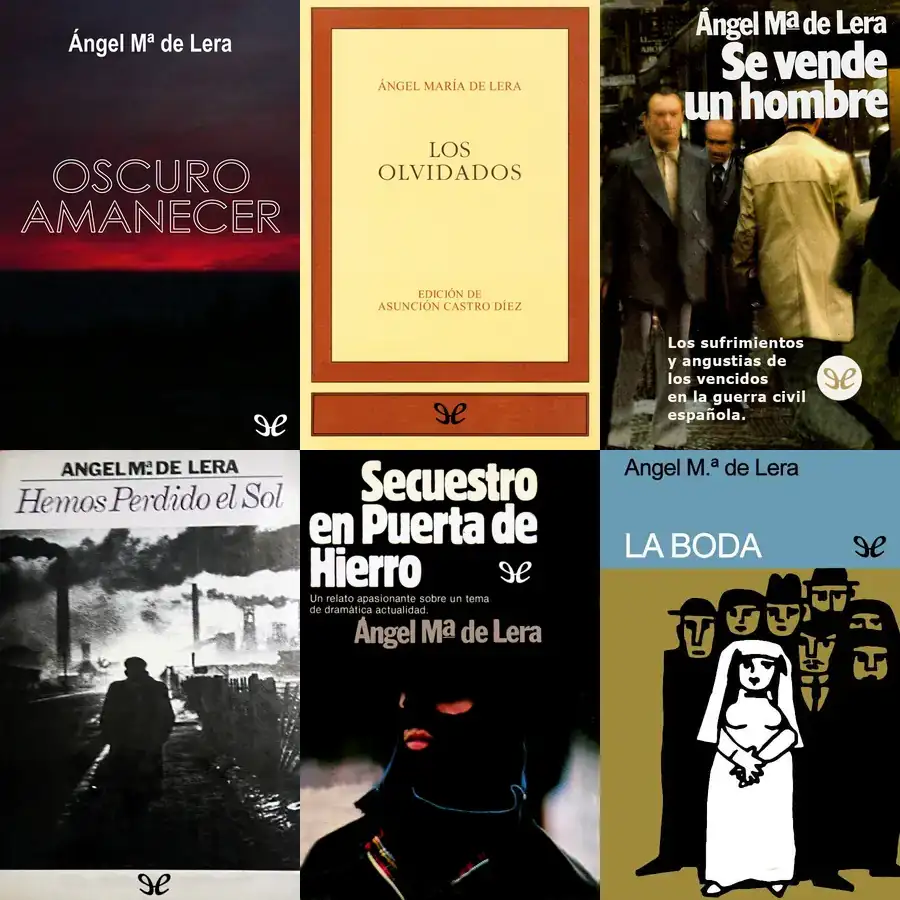 Ángel Mª de Lera
OSCURO
AMANECER
ÁNGEL MARÍA DE LERA
LOS
OLVIDADOS
EDICIÓN DE
ASUNCIÓN CASTRO DÍEZ
Ángel Mª de Lera
Se vende
un hombre
Los sufrimientos
y angustias de
los vencidos
en la guerra civil
española.
ANGEL Mª DE LERA
Hemos Perdido el Sol
Secuestro
en Puerta de
Hierro
Un relato apasionante sobre un tema
de dramática actualidad.
Ángel Mª de Lera
Angel M.ª de Lera
LA BODA